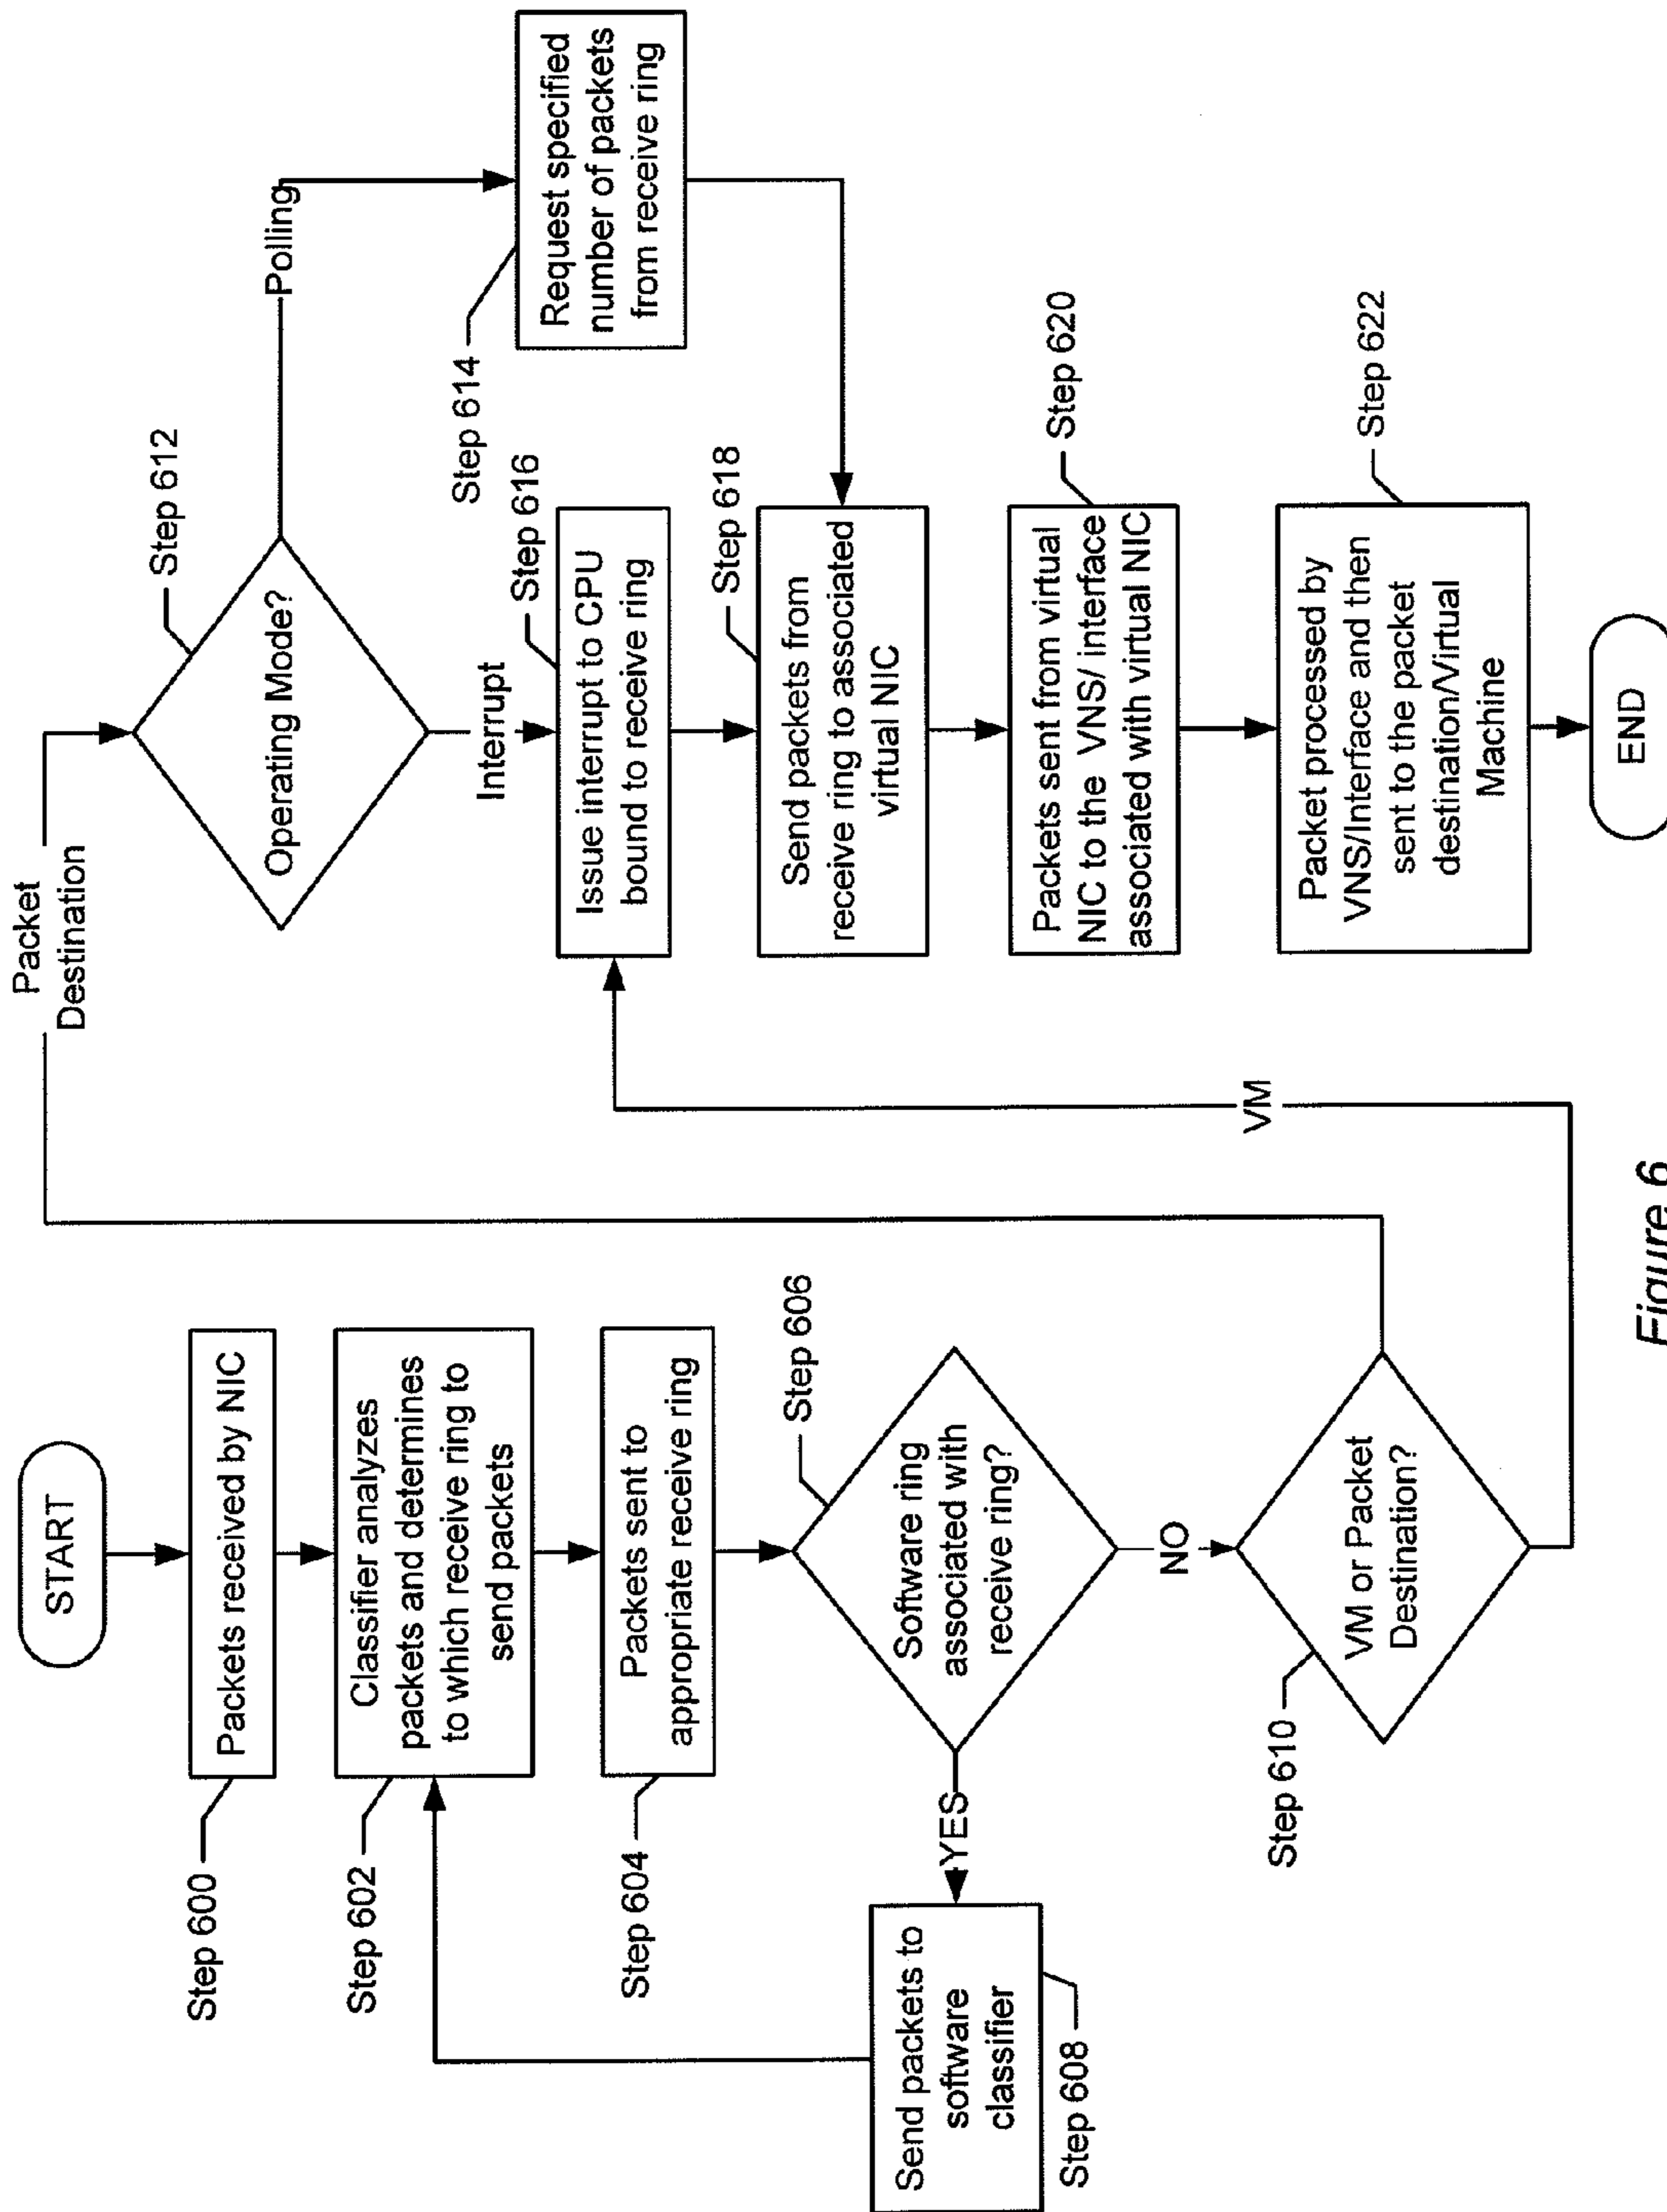 START
Step 600
Packets received by NIC
Step 602
Classifier analyzes
packets and determines
to which receive ring to
send packets
Step 604
Packets sent to
appropriate receive ring
Step 606
Software ring
associated with
receive ring?
YES
NO
Send packets to
software
classifier
Step 608
Step 610
VM or Packet
Destination?
VM
Packet
Destination
Step 612
Operating Mode?
Polling
Interrupt
Step 614
Request specified
number of packets
from receive ring
Step 616
Issue interrupt to CPU
bound to receive ring
Step 618
Send packets from
receive ring to associated
virtual NIC
Step 620
Packets sent from virtual
NIC to the VNS/ interface
associated with virtual NIC
Step 622
Packet processed by
VNS/Interface and then
sent to the packet
destination/Virtual
Machine
END
Figure 6